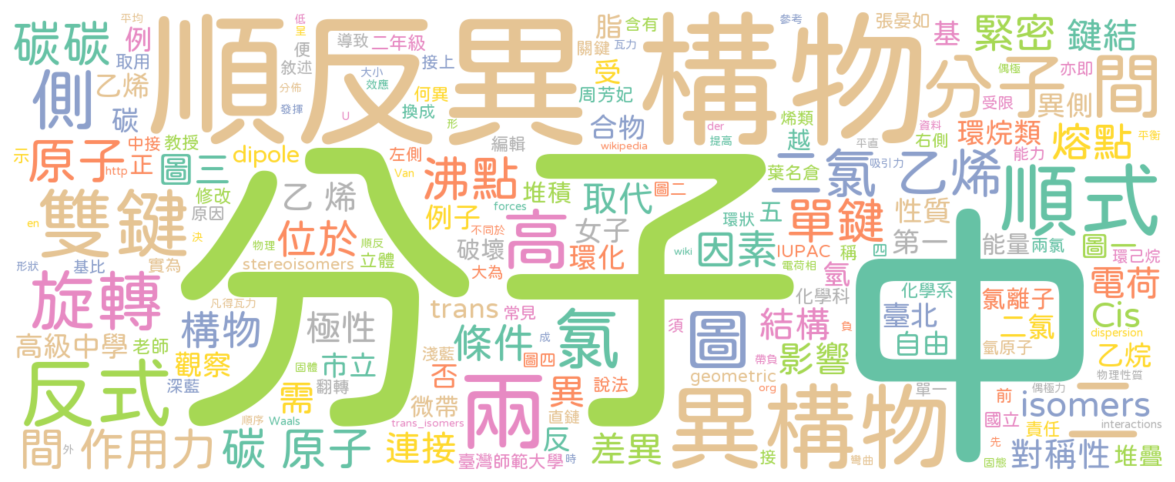 碳碳 例 平均 低 呈 脂 含有 張晏如 基 緊密 鍵結
取用 便 導致 二年級 關鍵 參考 瓦力 偶極 亦即
順反異構物 分子間
側 乙烯 敘述 接上 大小 效應 受 周芳妃 受限 異側
碳 分佈 發揮 何異 換成 U 形 合物 烯類 右側
示 中接 教授 編輯 wikipedia der 提高 越 資料 平直 環烷類 熔點 平衡
原子 正 圖三 dipole 左側 Van 沸點 堆積 取代 圖二 葉名倉 吸引力 二氯 乙烯 能力
http 修改 乙 烯 例子 forces 環狀 五 單鍵 性質 順式
en 原因 不同於 女子 因素 稱 四 第一 圖一
雙鍵 決 位於 高 破壞 wiki IUPAC 能量 兩氯
形狀 基比 物理 立體 順反 stereoisomers 大為 環化 電荷相 氫 環己烷
旋轉 實為 凡得瓦力 trans 常見 化學科 化學系 氯離子 電荷
分子 中
高級中學 老師 構物 極性 成 條件 氯 須 圖 結構 負 臺北 二氯 Cis
觀察 固體 市立 淺藍 圖四 影響 自由 氫原子 dispersion
反式 深藍 翻轉 需 否 異 說法 帶負 geometric 乙烷
兩 微帶 直鏈 org 單一 前 偶極力 物理性質
順序 Waals trans_isomers 反 異構物 國立 責任 isomers
間 外 作用力 碳 原子 連接 臺灣師範大學 時 差異 接 彎曲 先 固態 interactions 對稱性 堆疊